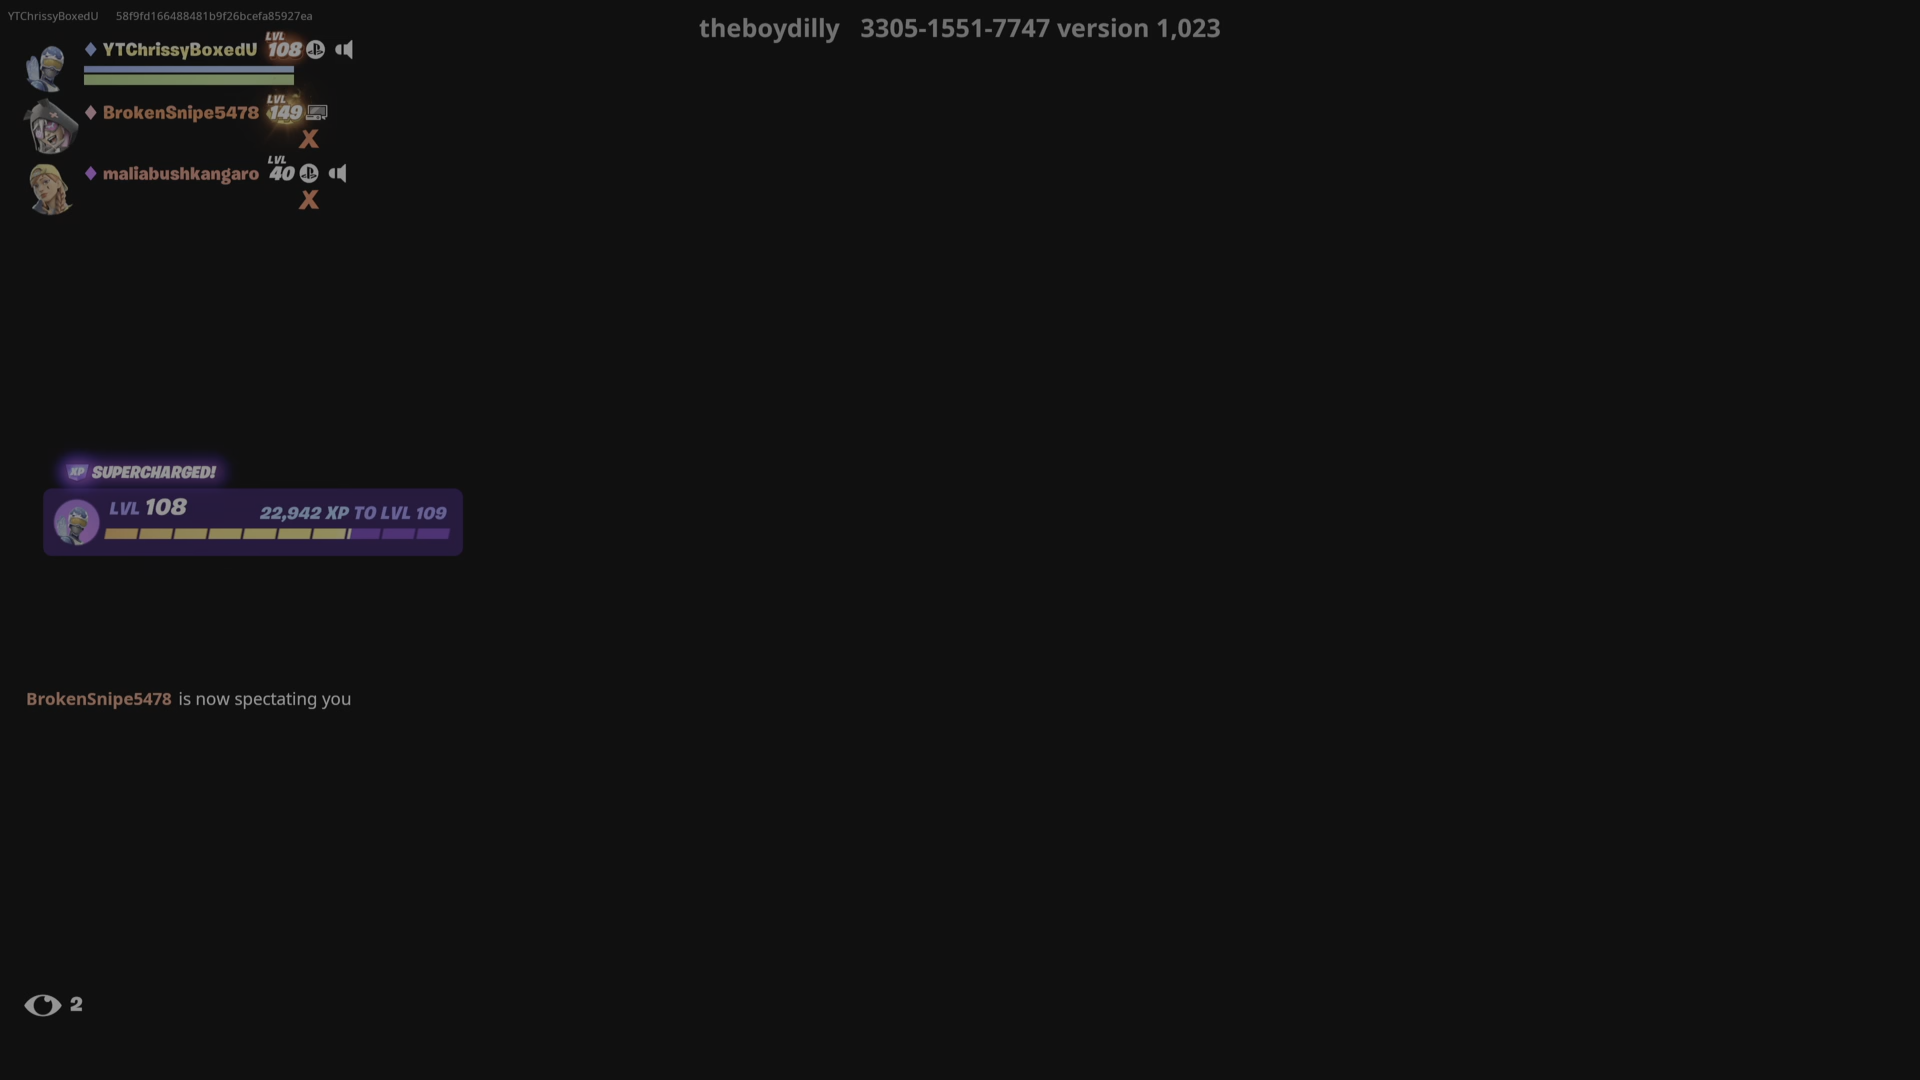 YTChrissyBoxedU 58f9fd166488481b9f26bcefa85927ea
theboydilly 3305-1551-7747 version 1,023
YTChrissyBoxedU LVL 108
BrokenSnipe5478 LVL 149
X
maliabushkangaro LVL 40
X
XP SUPERCHARGED!
LVL 108 22,942 XP TO LVL 109
BrokenSnipe5478 is now spectating you
2